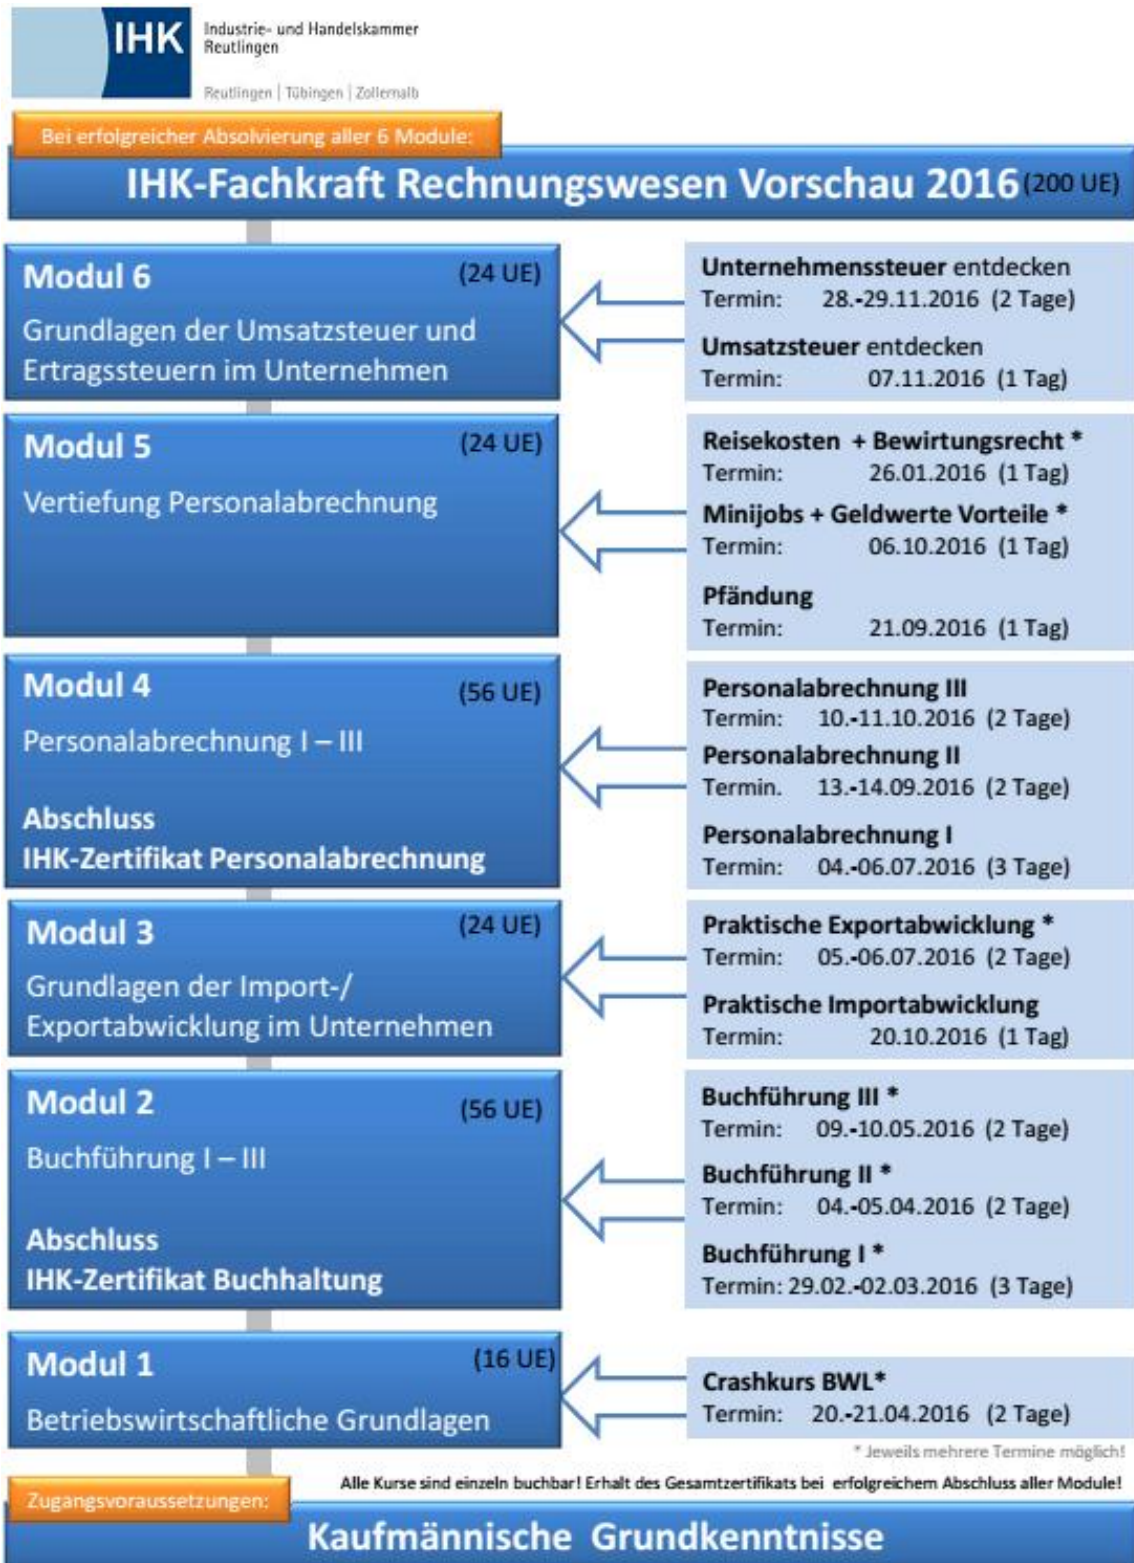 IHK
Industrie- und Handelskammer
Reutlingen
Reutlingen | Tübingen | Zollernalb
Bei erfolgreicher Absolvierung aller 6 Module:
IHK-Fachkraft Rechnungswesen Vorschau 2016 (200 UE)
Modul 6 (24 UE)
Grundlagen der Umsatzsteuer und
Ertragssteuern im Unternehmen
Unternehmenssteuer entdecken
Termin: 28.-29.11.2016 (2 Tage)
Umsatzsteuer entdecken
Termin: 07.11.2016 (1 Tag)
Modul 5 (24 UE)
Vertiefung Personalabrechnung
Reisekosten + Bewirtungsrecht *
Termin: 26.01.2016 (1 Tag)
Minijobs + Geldwerte Vorteile *
Termin: 06.10.2016 (1 Tag)
Pfändung
Termin: 21.09.2016 (1 Tag)
Modul 4 (56 UE)
Personalabrechnung I – III
Abschluss
IHK-Zertifikat Personalabrechnung
Personalabrechnung III
Termin: 10.-11.10.2016 (2 Tage)
Personalabrechnung II
Termin. 13.-14.09.2016 (2 Tage)
Personalabrechnung I
Termin: 04.-06.07.2016 (3 Tage)
Modul 3 (24 UE)
Grundlagen der Import-/
Exportabwicklung im Unternehmen
Praktische Exportabwicklung *
Termin: 05.-06.07.2016 (2 Tage)
Praktische Importabwicklung
Termin: 20.10.2016 (1 Tag)
Modul 2 (56 UE)
Buchführung I – III
Abschluss
IHK-Zertifikat Buchhaltung
Buchführung III *
Termin: 09.-10.05.2016 (2 Tage)
Buchführung II *
Termin: 04.-05.04.2016 (2 Tage)
Buchführung I *
Termin: 29.02.-02.03.2016 (3 Tage)
Modul 1 (16 UE)
Betriebswirtschaftliche Grundlagen
Crashkurs BWL*
Termin: 20.-21.04.2016 (2 Tage)
* Jeweils mehrere Termine möglich!
Alle Kurse sind einzeln buchbar! Erhalt des Gesamtzertifikats bei erfolgreichem Abschluss aller Module!
Zugangsvoraussetzungen:
Kaufmännische Grundkenntnisse